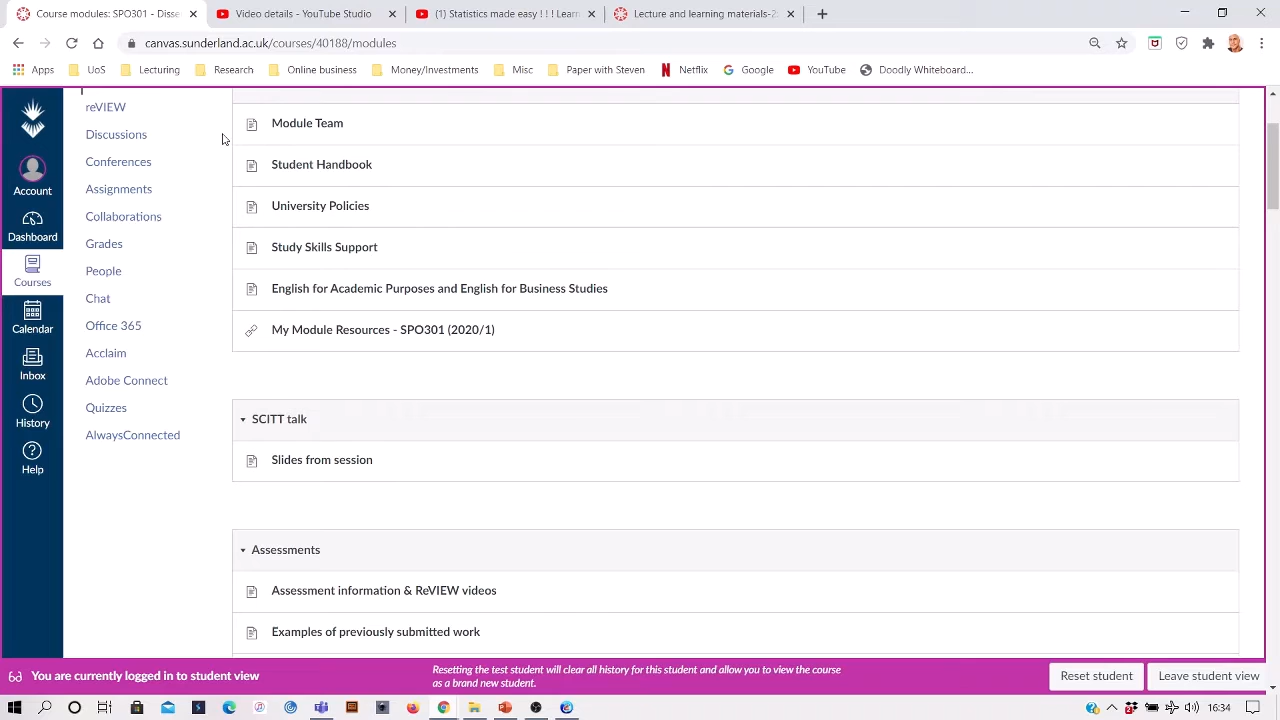 SPO301 (2020/1) - Disse
Video details - YouTube Studio
(1) Statistics made easy ! ! ! Learn
Lecture and learning materials-2
canvas.sunderland.ac.uk/courses/40188/modules
Apps
UoS
Lecturing
Research
Online business
Money/Investments
Misc
Paper with Steven
Netflix
Google
YouTube
Doodly Whiteboard...
Account
Dashboard
Courses
Calendar
Inbox
History
Help
reVIEW
Discussions
Conferences
Assignments
Collaborations
Grades
People
Chat
Office 365
Acclaim
Adobe Connect
Quizzes
AlwaysConnected
Module Team
Student Handbook
University Policies
Study Skills Support
English for Academic Purposes and English for Business Studies
My Module Resources - SPO301 (2020/1)
SCITT talk
Slides from session
Assessments
Assessment information & ReVIEW videos
Examples of previously submitted work
You are currently logged in to student view
Resetting the test student will clear all history for this student and allow you to view the course
as a brand new student.
Reset student
Leave student view
16:34